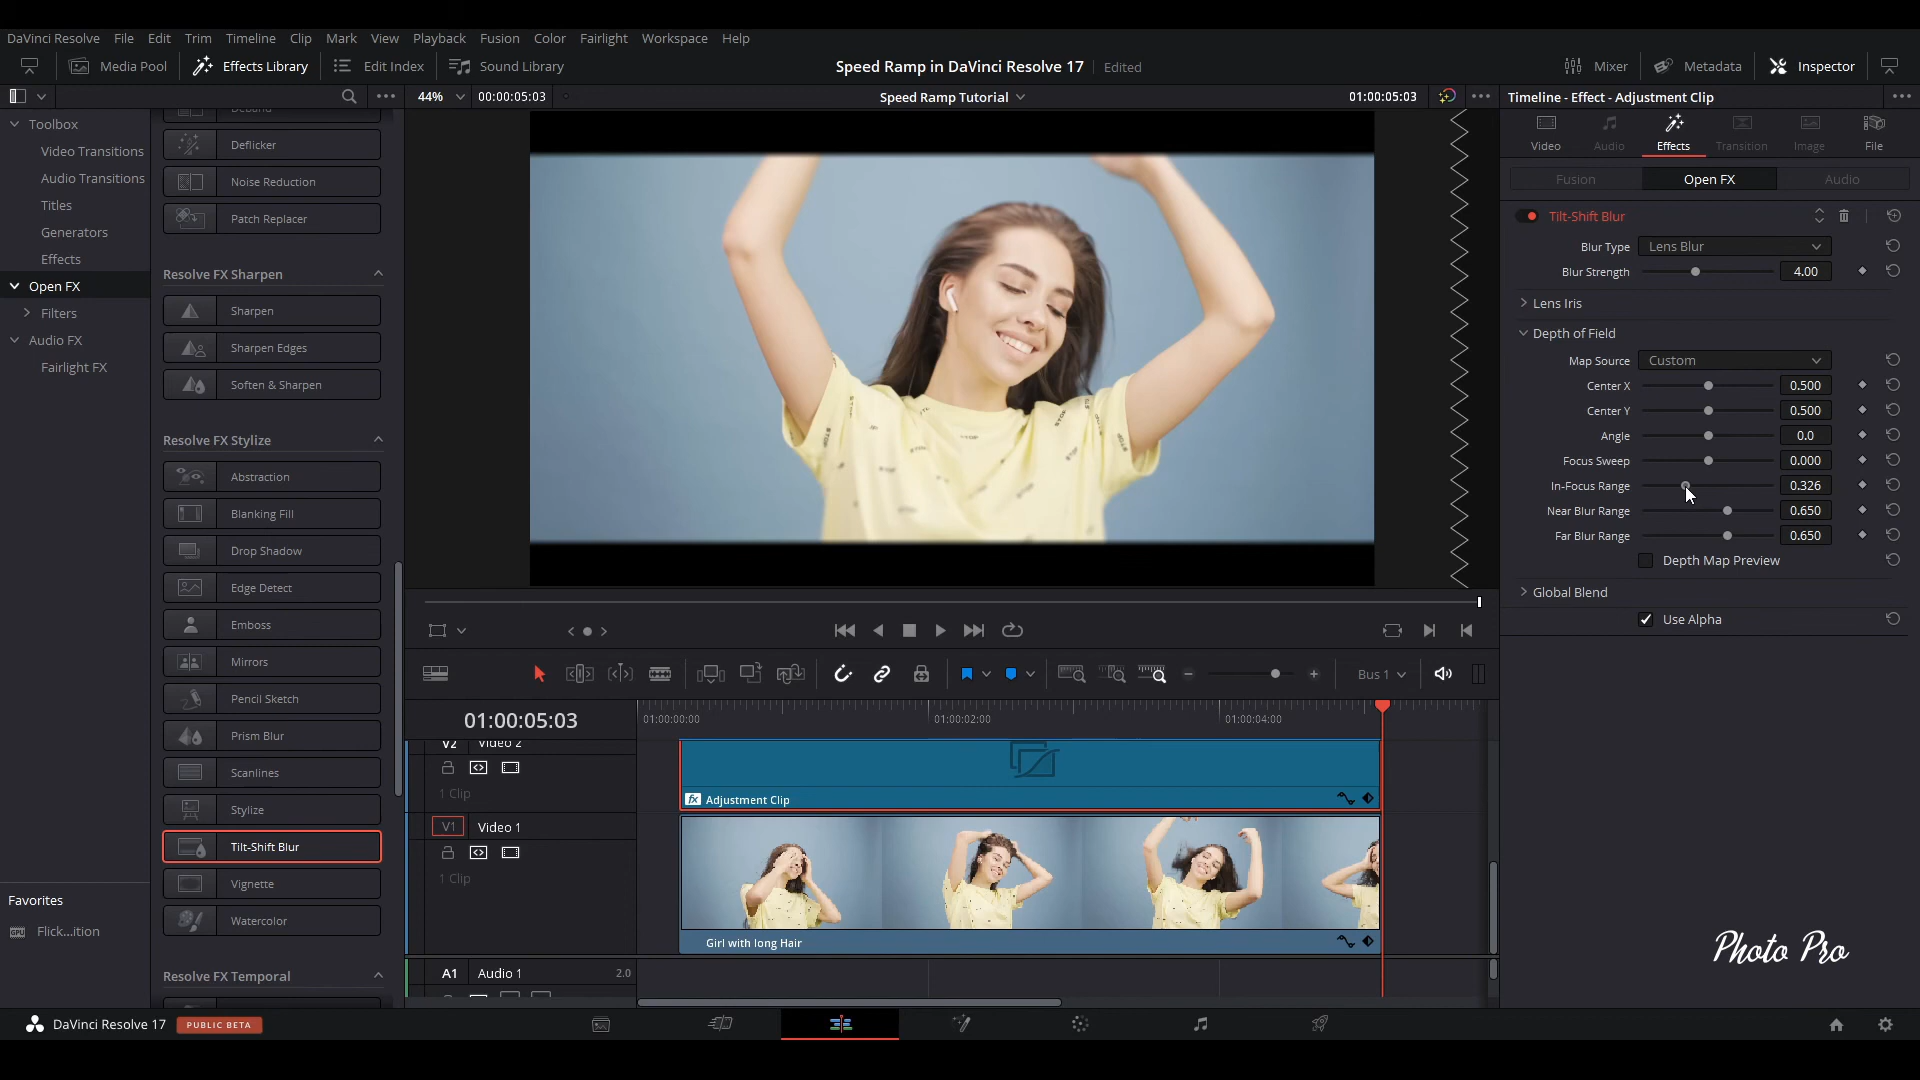 DaVinci Resolve File Edit Trim Timeline Clip Mark View Playback Fusion Color Fairlight Workspace Help
Media Pool Effects Library Edit Index Sound Library
Speed Ramp in DaVinci Resolve 17 Edited
Mixer Metadata Inspector
44% 00:00:05:03 Speed Ramp Tutorial 01:00:05:03
Timeline - Effect - Adjustment Clip
Toolbox
Video Transitions
Audio Transitions
Titles
Generators
Effects
Open FX
Filters
Audio FX
Fairlight FX
Favorites
Flick...ition
Deflicker
Noise Reduction
Patch Replacer
Resolve FX Sharpen
Sharpen
Sharpen Edges
Soften & Sharpen
Resolve FX Stylize
Abstraction
Blanking Fill
Drop Shadow
Edge Detect
Emboss
Mirrors
Pencil Sketch
Prism Blur
Scanlines
Stylize
Tilt-Shift Blur
Vignette
Watercolor
Resolve FX Temporal
Video Audio Effects Transition Image File
Fusion Open FX Audio
Tilt-Shift Blur
Blur Type Lens Blur
Blur Strength 4.00
Lens Iris
Depth of Field
Map Source Custom
Center X 0.500
Center Y 0.500
Angle 0.0
Focus Sweep 0.000
In-Focus Range 0.326
Near Blur Range 0.650
Far Blur Range 0.650
Depth Map Preview
Global Blend
Use Alpha
Bus 1
01:00:05:03
01:00:00:00 01:00:02:00 01:00:04:00
V2 Video 2
1 Clip
Adjustment Clip
V1 Video 1
1 Clip
Girl with long Hair
A1 Audio 1 2.0
Photo Pro
DaVinci Resolve 17 PUBLIC BETA